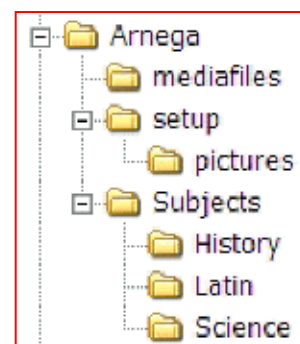 Arnega
mediafiles
setup
pictures
Subjects
History
Latin
Science